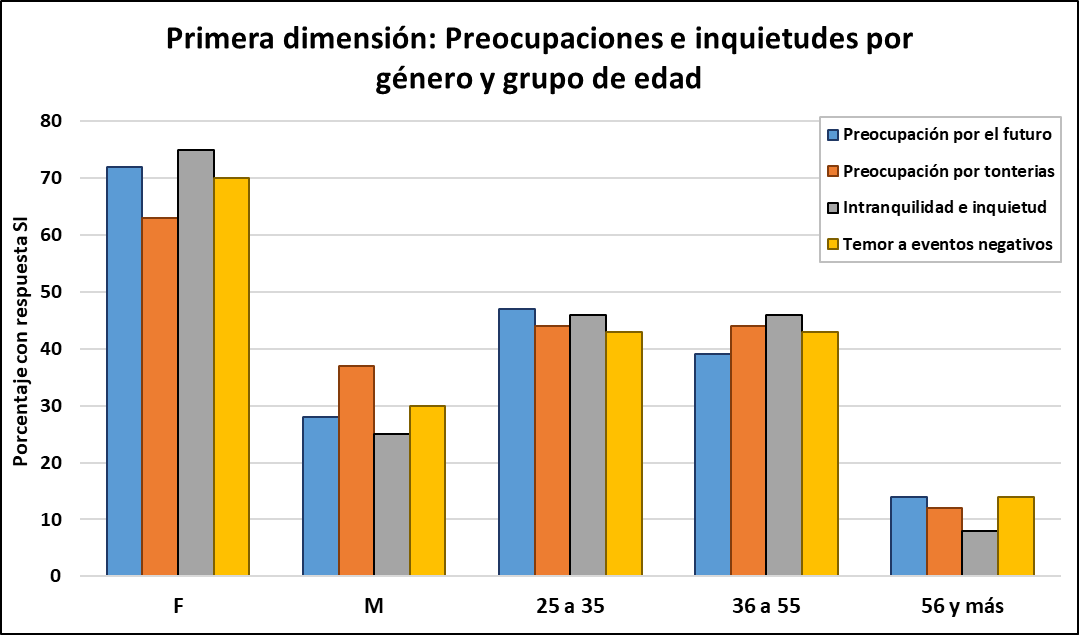 Primera dimensión: Preocupaciones e inquietudes por
género y grupo de edad
Porcentaje con respuesta SI
80
70
60
50
40
30
20
10
0
Preocupación por el futuro
Preocupación por tonterias
Intranquilidad e inquietud
Temor a eventos negativos
F
M
25 a 35
36 a 55
56 y más